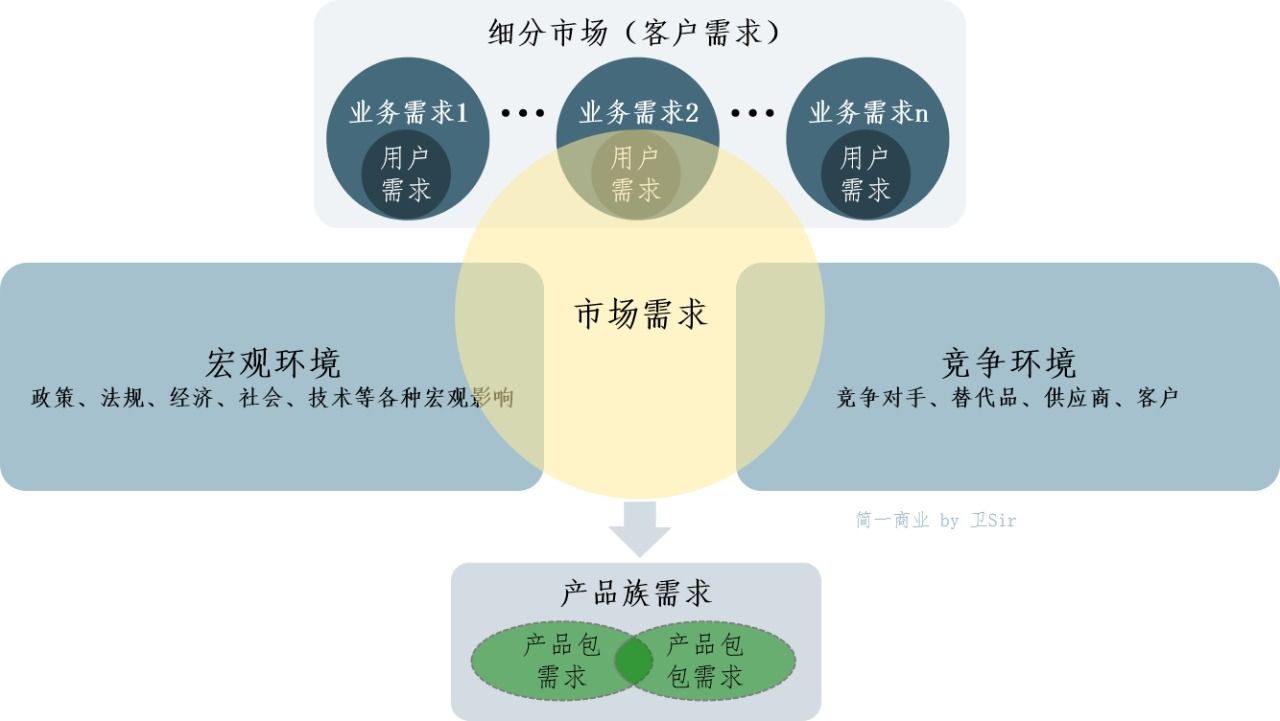 细分市场（客户需求）
业务需求1 ••• 业务需求2 ••• 业务需求n
用户 用户 用户
需求 需求 需求
市场需求
宏观环境
政策、法规、经济、社会、技术等各种宏观影响
竞争环境
竞争对手、替代品、供应商、客户
简一商业 by 卫Sir
产品族需求
产品包 产品包
需求 包需求